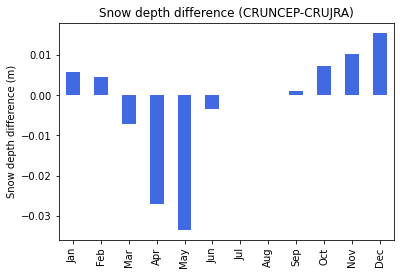 Snow depth difference (CRUNCEP-CRUJRA)
Snow depth difference (m)
0.01
0.00
−0.01
−0.02
−0.03
Jan
Feb
Mar
Apr
May
Jun
Jul
Aug
Sep
Oct
Nov
Dec